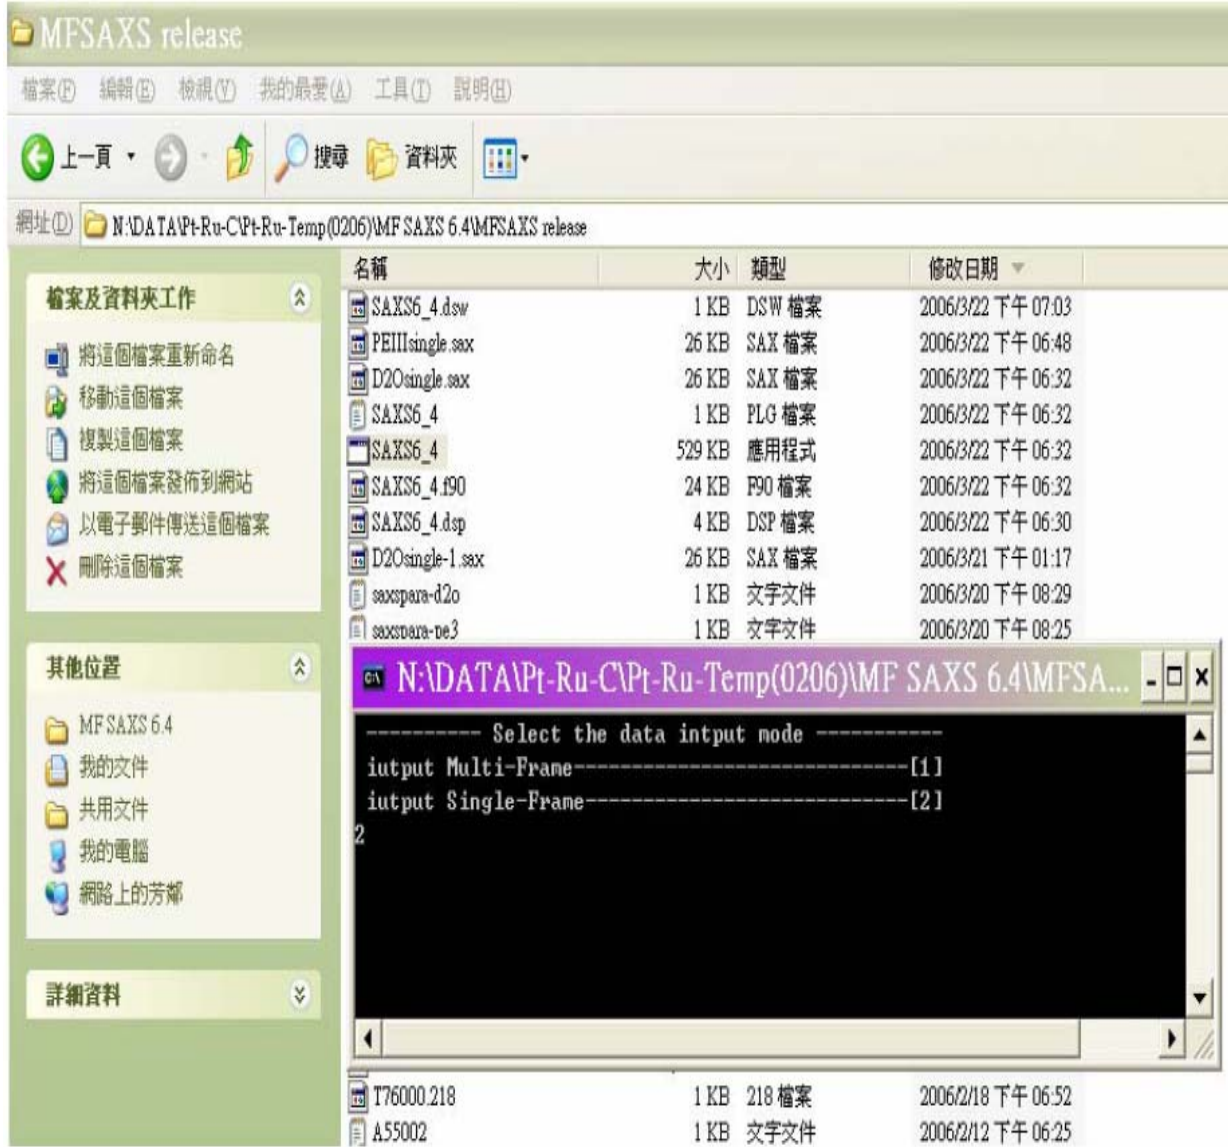 MFSAXS release
檔案(F) 編輯(E) 檢視(V) 我的最愛(A) 工具(T) 說明(H)
上一頁 搜尋 資料夾
網址(D) N:\DATA\Pt-Ru-C\Pt-Ru-Temp(0206)\MF SAXS 6.4\MFSAXS release
檔案及資料夾工作
將這個檔案重新命名
移動這個檔案
複製這個檔案
將這個檔案發佈到網站
以電子郵件傳送這個檔案
刪除這個檔案
其他位置
MF SAXS 6.4
我的文件
共用文件
我的電腦
網路上的芳鄰
詳細資料
名稱 大小 類型 修改日期
SAXS6_4.dsw 1 KB DSW 檔案 2006/3/22 下午 07:03
PEIIIsingle.sax 26 KB SAX 檔案 2006/3/22 下午 06:48
D2Osingle.sax 26 KB SAX 檔案 2006/3/22 下午 06:32
SAXS6_4 1 KB PLG 檔案 2006/3/22 下午 06:32
SAXS6_4 529 KB 應用程式 2006/3/22 下午 06:32
SAXS6_4.f90 24 KB F90 檔案 2006/3/22 下午 06:32
SAXS6_4.dsp 4 KB DSP 檔案 2006/3/22 下午 06:30
D2Osingle-1.sax 26 KB SAX 檔案 2006/3/21 下午 01:17
saxspara-d2o 1 KB 文字文件 2006/3/20 下午 08:29
saxspara-pe3 1 KB 文字文件 2006/3/20 下午 08:25
N:\DATA\Pt-Ru-C\Pt-Ru-Temp(0206)\MF SAXS 6.4\MFSA...
---------- Select the data intput mode -----------
iutput Multi-Frame-----------------------------[1]
iutput Single-Frame----------------------------[2]
2
T76000.218 1 KB 218 檔案 2006/2/18 下午 06:52
A55002 1 KB 文字文件 2006/2/12 下午 06:25